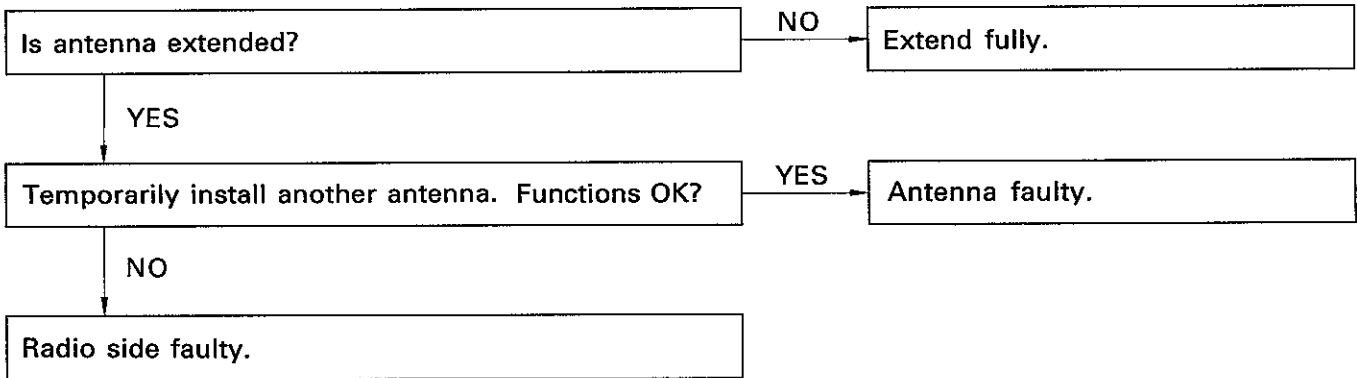 Is antenna extended?
NO
Extend fully.
YES
Temporarily install another antenna. Functions OK?
YES
Antenna faulty.
NO
Radio side faulty.